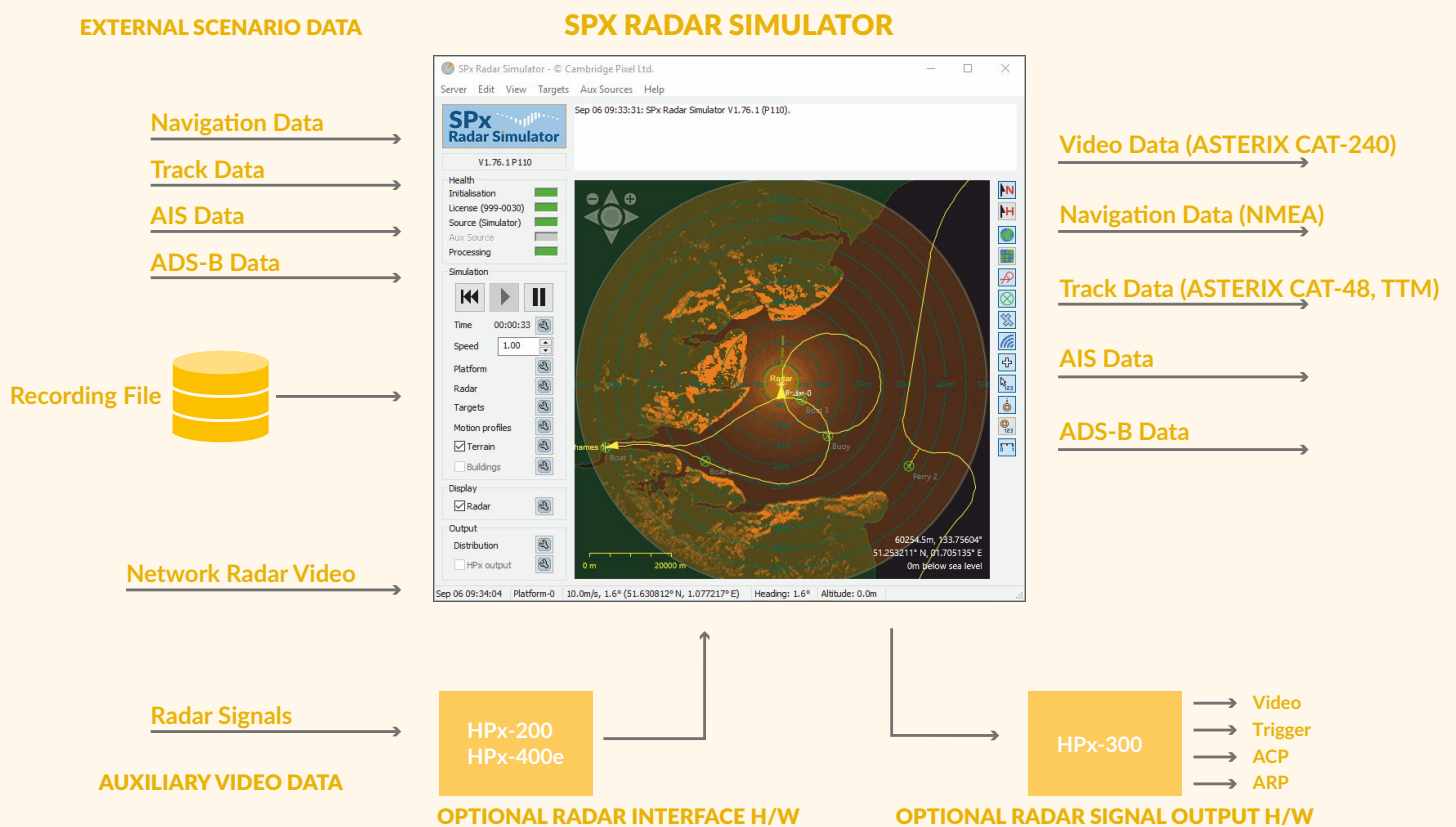 EXTERNAL SCENARIO DATA
SPX RADAR SIMULATOR
Navigation Data
Track Data
AIS Data
ADS-B Data
Recording File
Network Radar Video
Radar Signals
AUXILIARY VIDEO DATA
SPx Radar Simulator - © Cambridge Pixel Ltd.
Server Edit View Targets Aux Sources Help
SPx
Radar Simulator
V1.76.1 P110
Sep 06 09:33:31: SPx Radar Simulator V1.76.1 (P110).
Health
Initialisation
License (999-0030)
Source (Simulator)
Aux Source
Processing
Simulation
Time 00:00:33
Speed 1.00
Platform
Radar
Targets
Motion profiles
Terrain
Buildings
Display
Radar
Output
Distribution
HPx output
Radar
Radar-0
Boat 3
Buoy
hames
Boat 1
Boat 2
Ferry 2
0 m 20000 m
60254.5m, 133.75604°
51.253211° N, 01.705135° E
0m below sea level
N
H
123
123
Sep 06 09:34:04 Platform-0 10.0m/s, 1.6° (51.630812° N, 1.077217° E) Heading: 1.6° Altitude: 0.0m
Video Data (ASTERIX CAT-240)
Navigation Data (NMEA)
Track Data (ASTERIX CAT-48, TTM)
AIS Data
ADS-B Data
HPx-200
HPx-400e
OPTIONAL RADAR INTERFACE H/W
HPx-300
Video
Trigger
ACP
ARP
OPTIONAL RADAR SIGNAL OUTPUT H/W